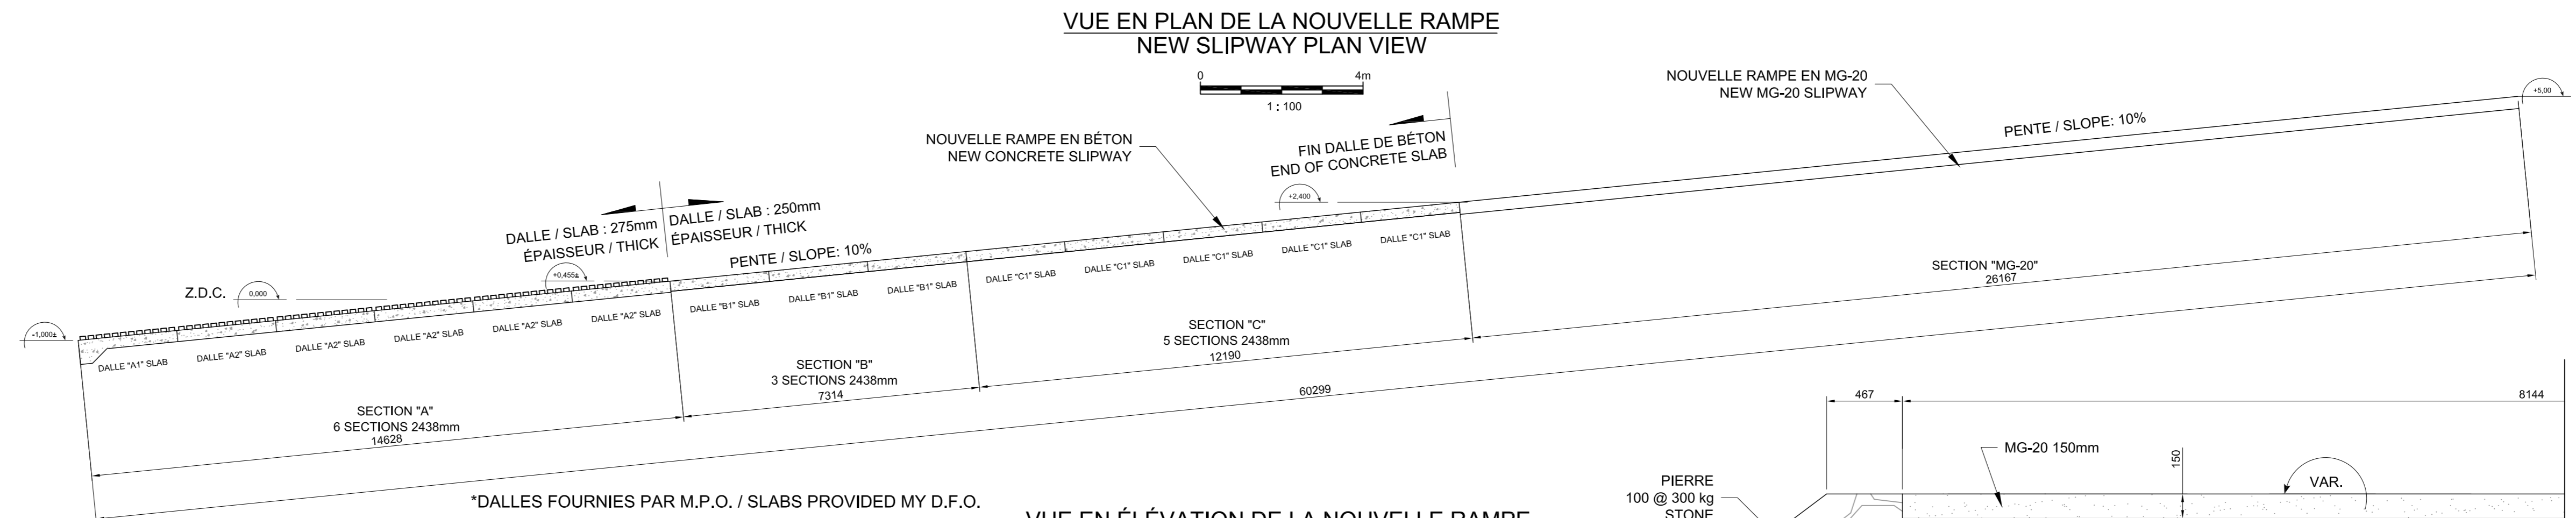 VUE EN PLAN DE LA NOUVELLE RAMPE
NEW SLIPWAY PLAN VIEW
0 4m
1 : 100
NOUVELLE RAMPE EN MG-20
NEW MG-20 SLIPWAY
+5,00
PENTE / SLOPE: 10%
NOUVELLE RAMPE EN BÉTON
NEW CONCRETE SLIPWAY
FIN DALLE DE BÉTON
END OF CONCRETE SLAB
+2,400
DALLE / SLAB : 275mm
ÉPAISSEUR / THICK
DALLE / SLAB : 250mm
ÉPAISSEUR / THICK
PENTE / SLOPE: 10%
+0,455±
Z.D.C.
0,000
-1,000±
DALLE "A1" SLAB
DALLE "A2" SLAB
DALLE "A2" SLAB
DALLE "A2" SLAB
DALLE "A2" SLAB
DALLE "A2" SLAB
DALLE "B1" SLAB
DALLE "B1" SLAB
DALLE "B1" SLAB
DALLE "C1" SLAB
DALLE "C1" SLAB
DALLE "C1" SLAB
DALLE "C1" SLAB
DALLE "C1" SLAB
SECTION "MG-20"
26167
SECTION "C"
5 SECTIONS 2438mm
12190
SECTION "B"
3 SECTIONS 2438mm
7314
SECTION "A"
6 SECTIONS 2438mm
14628
60299
*DALLES FOURNIES PAR M.P.O. / SLABS PROVIDED MY D.F.O.
VUE EN ÉLÉVATION DE LA NOUVELLE RAMPE
467
8144
MG-20 150mm
150
VAR.
PIERRE
100 @ 300 kg
STONE